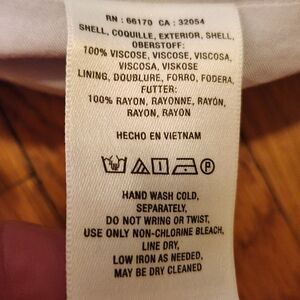 RN : 66170 CA : 32054
SHELL, COQUILLE, EXTERIOR, SHELL,
OBERSTOFF:
100% VISCOSE, VISCOSE, VISCOSA,
VISCOSA, VISKOSE
LINING, DOUBLURE, FORRO, FODERA,
FUTTER:
100% RAYON, RAYONNE, RAYÓN,
RAYON, RAYON
HECHO EN VIETNAM
P
HAND WASH COLD,
SEPARATELY,
DO NOT WRING OR TWIST,
USE ONLY NON-CHLORINE BLEACH,
LINE DRY,
LOW IRON AS NEEDED,
MAY BE DRY CLEANED